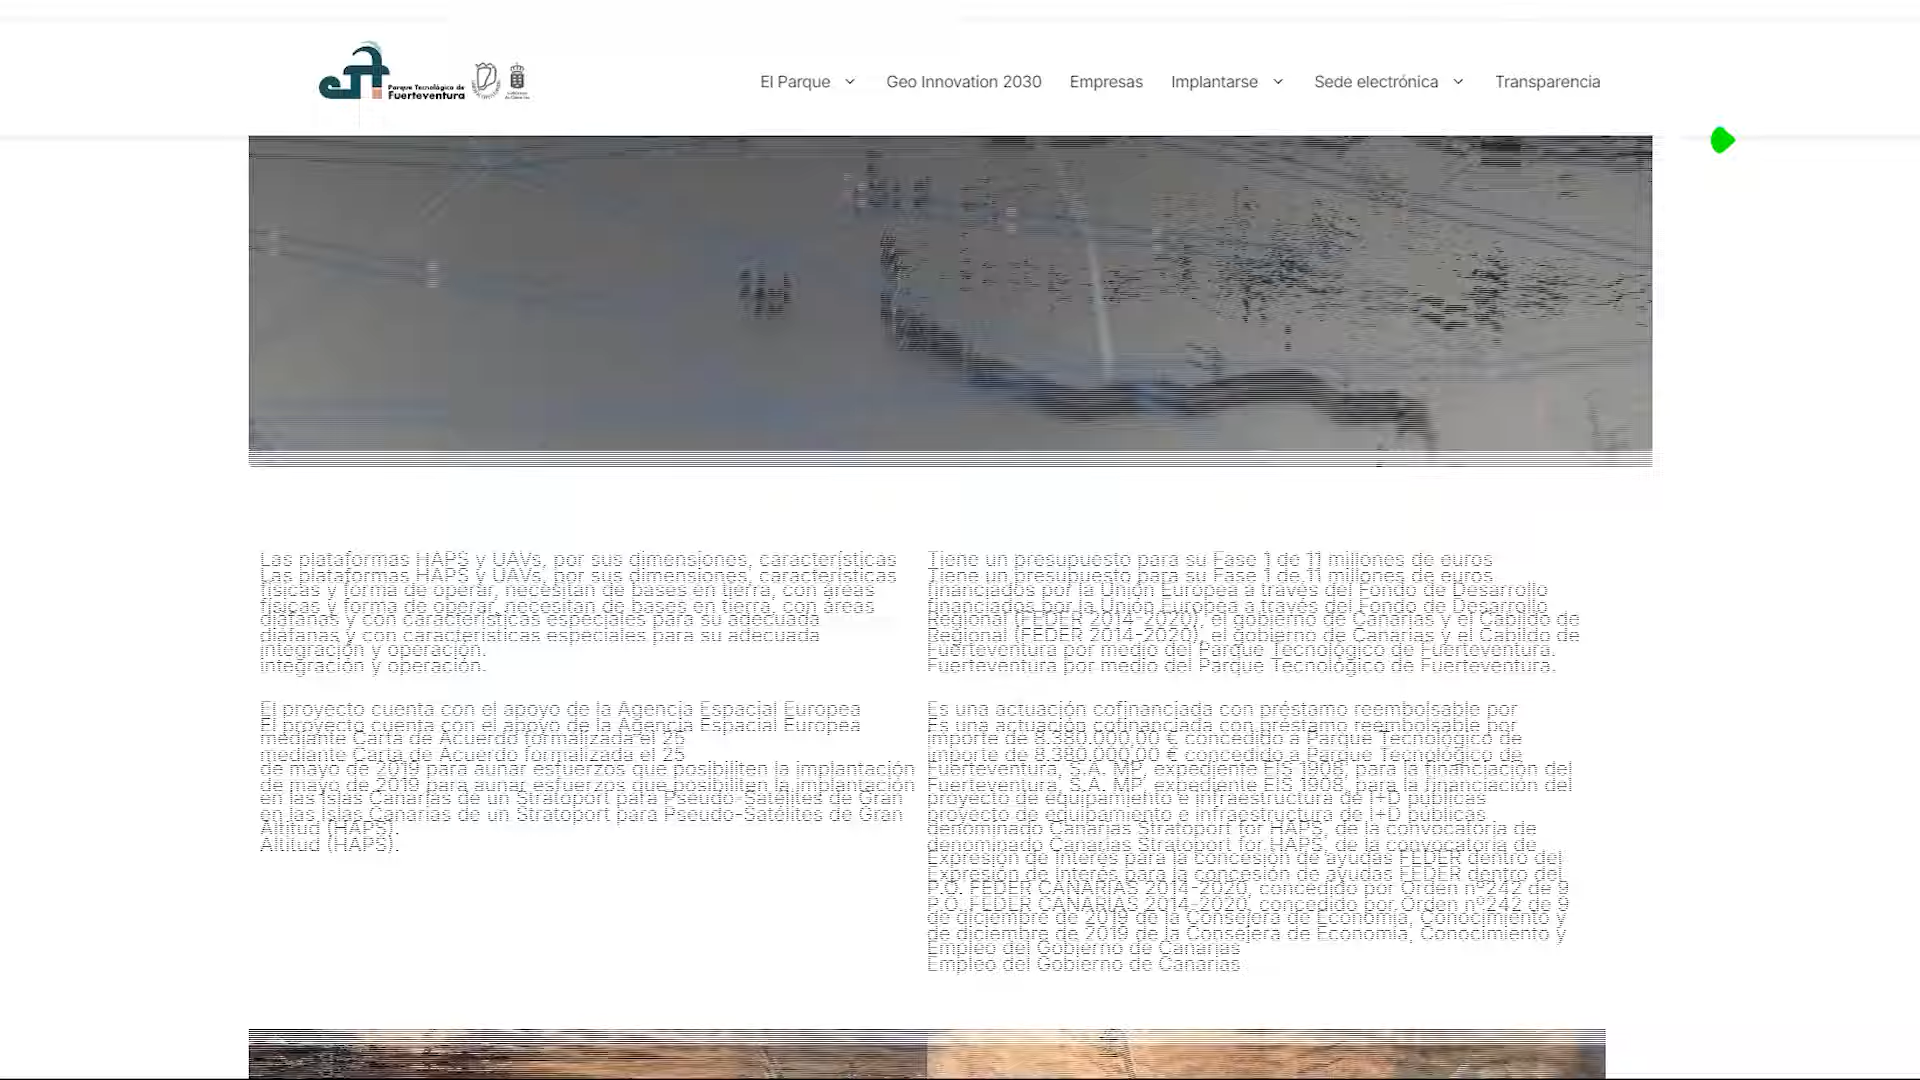 Parque Tecnológico de
Fuerteventura
El Parque
Geo Innovation 2030
Empresas
Implantarse
Sede electrónica
Transparencia
Las plataformas HAPS y UAVs, por sus dimensiones, características
físicas y forma de operar, necesitan de bases en tierra, con áreas
diáfanas y con características especiales para su adecuada
integración y operación.
El proyecto cuenta con el apoyo de la Agencia Espacial Europea
mediante Carta de Acuerdo formalizada el 25
de mayo de 2019 para aunar esfuerzos que posibiliten la implantación
en las Islas Canarias de un Stratoport para Pseudo-Satélites de Gran
Altitud (HAPS).
Tiene un presupuesto para su Fase 1 de 11 millones de euros
financiados por la Unión Europea a través del Fondo de Desarrollo
Regional (FEDER 2014-2020), el gobierno de Canarias y el Cabildo de
Fuerteventura por medio del Parque Tecnológico de Fuerteventura.
Es una actuación cofinanciada con préstamo reembolsable por
importe de 8.380.000,00 € concedido a Parque Tecnológico de
Fuerteventura, S.A. MP, expediente EIS 1908, para la financiación del
proyecto de equipamiento e infraestructura de I+D públicas
denominado Canarias Stratoport for HAPS, de la convocatoria de
Expresión de Interés para la concesión de ayudas FEDER dentro del
P.O. FEDER CANARIAS 2014-2020, concedido por Orden nº242 de 9
de diciembre de 2019 de la Consejera de Economía, Conocimiento y
Empleo del Gobierno de Canarias